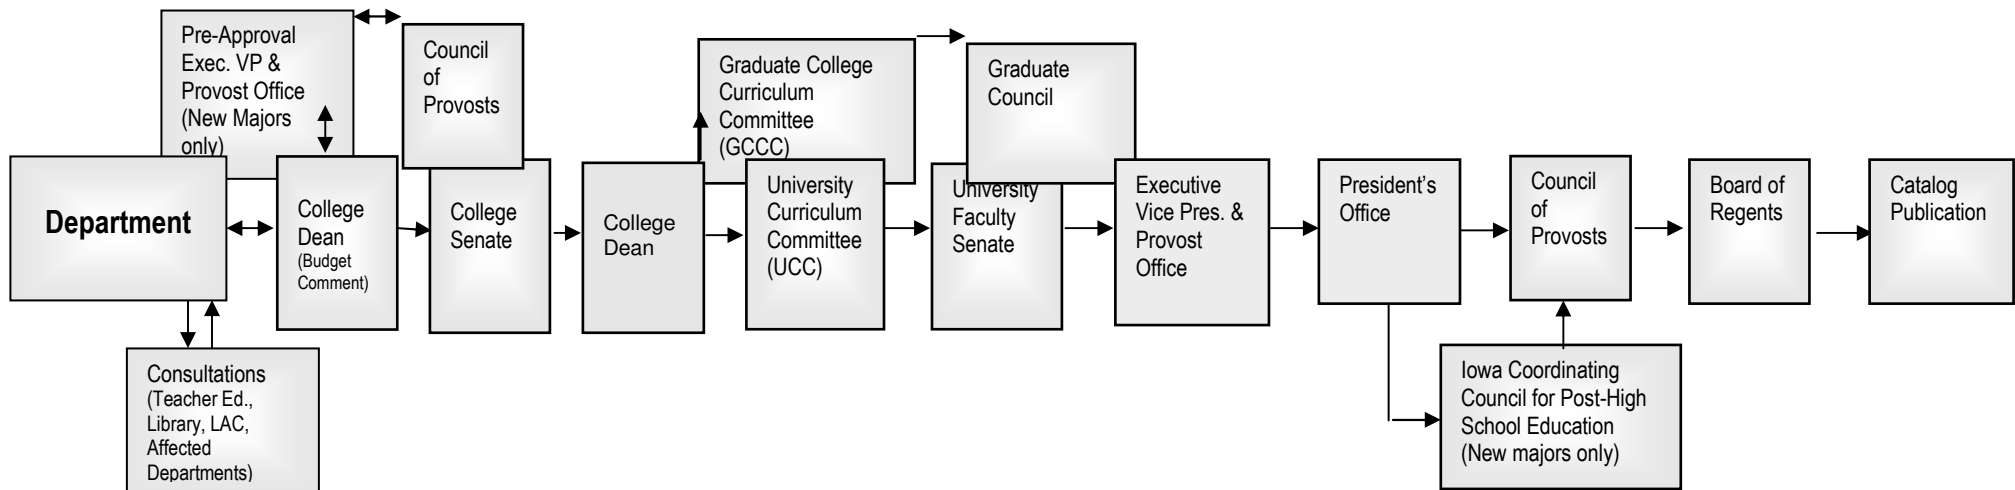 Pre-Approval
Exec. VP &
Provost Office
(New Majors
only)
Council
of
Provosts
Graduate College
Curriculum
Committee
(GCCC)
Graduate
Council
Department
College
Dean
(Budget
Comment)
College
Senate
College
Dean
University
Curriculum
Committee
(UCC)
University
Faculty
Senate
Executive
Vice Pres. &
Provost
Office
President’s
Office
Council
of
Provosts
Board of
Regents
Catalog
Publication
Consultations
(Teacher Ed.,
Library, LAC,
Affected
Departments)
Iowa Coordinating
Council for Post-High
School Education
(New majors only)